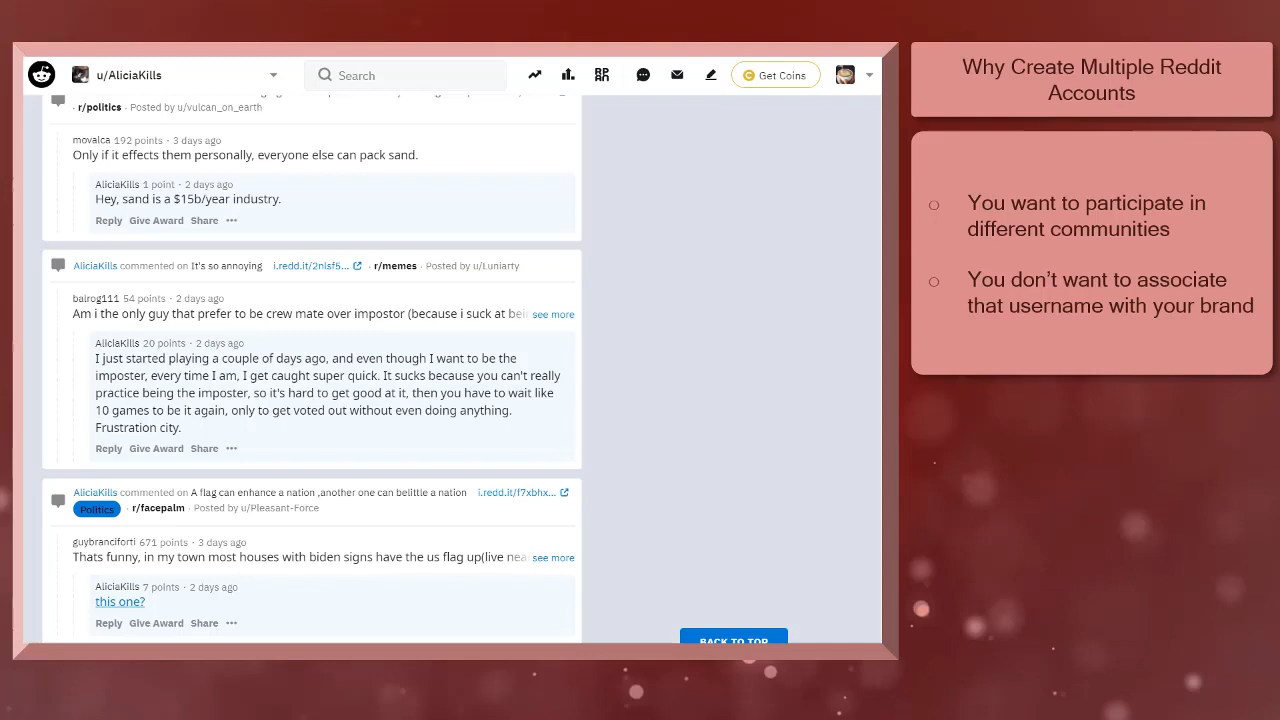 u/AliciaKills
Search
Get Coins
· r/politics · Posted by u/vulcan_on_earth
movalca 192 points · 3 days ago
Only if it effects them personally, everyone else can pack sand.
AliciaKills 1 point · 2 days ago
Hey, sand is a $15b/year industry.
Reply Give Award Share ···
AliciaKills commented on It's so annoying i.redd.it/2nlsf5... · r/memes · Posted by u/Luniarty
balrog111 54 points · 2 days ago
Am i the only guy that prefer to be crew mate over impostor (because i suck at bei see more
AliciaKills 20 points · 2 days ago
I just started playing a couple of days ago, and even though I want to be the
imposter, every time I am, I get caught super quick. It sucks because you can't really
practice being the imposter, so it's hard to get good at it, then you have to wait like
10 games to be it again, only to get voted out without even doing anything.
Frustration city.
Reply Give Award Share ···
AliciaKills commented on A flag can enhance a nation ,another one can belittle a nation i.redd.it/f7xbhx...
Politics · r/facepalm · Posted by u/Pleasant-Force
guybranciforti 671 points · 3 days ago
Thats funny, in my town most houses with biden signs have the us flag up(live nea see more
AliciaKills 7 points · 2 days ago
this one?
Reply Give Award Share ···
BACK TO TOP
Why Create Multiple Reddit
Accounts
○ You want to participate in
different communities
○ You don’t want to associate
that username with your brand